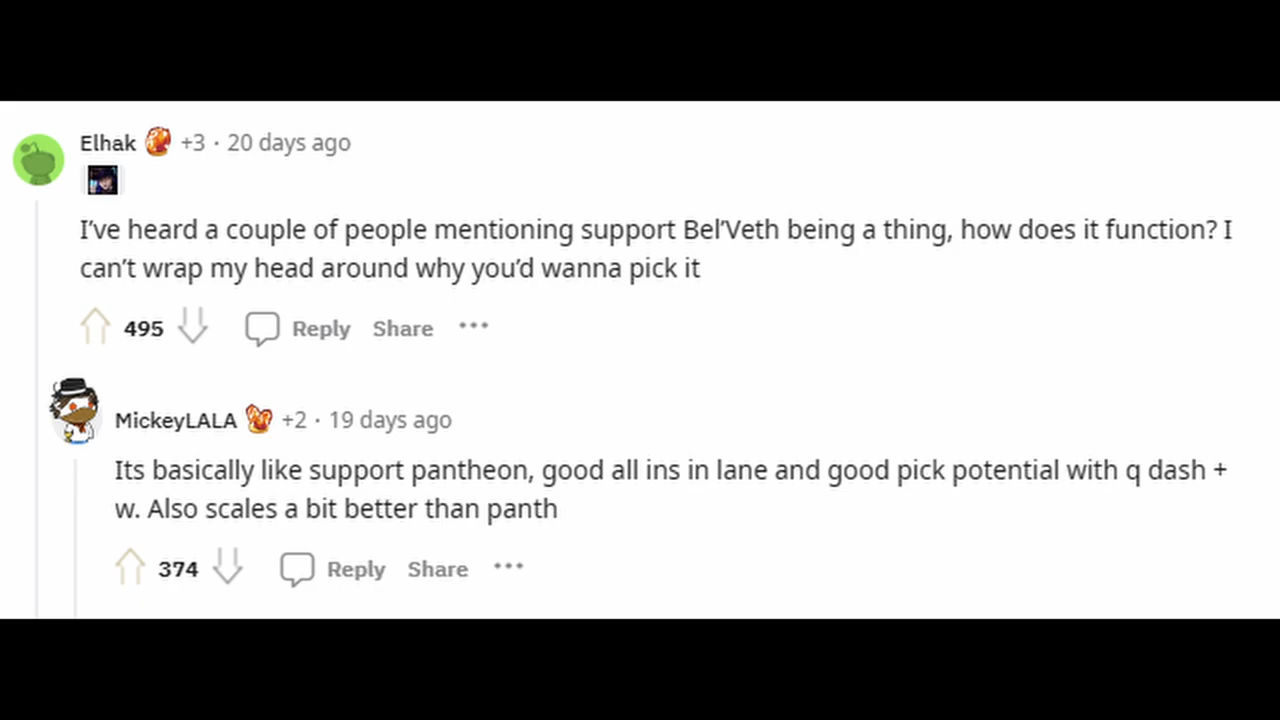 Elhak +3 · 20 days ago
I’ve heard a couple of people mentioning support Bel’Veth being a thing, how does it function? I
can’t wrap my head around why you’d wanna pick it
495 Reply Share •••
MickeyLALA +2 · 19 days ago
Its basically like support pantheon, good all ins in lane and good pick potential with q dash +
w. Also scales a bit better than panth
374 Reply Share •••